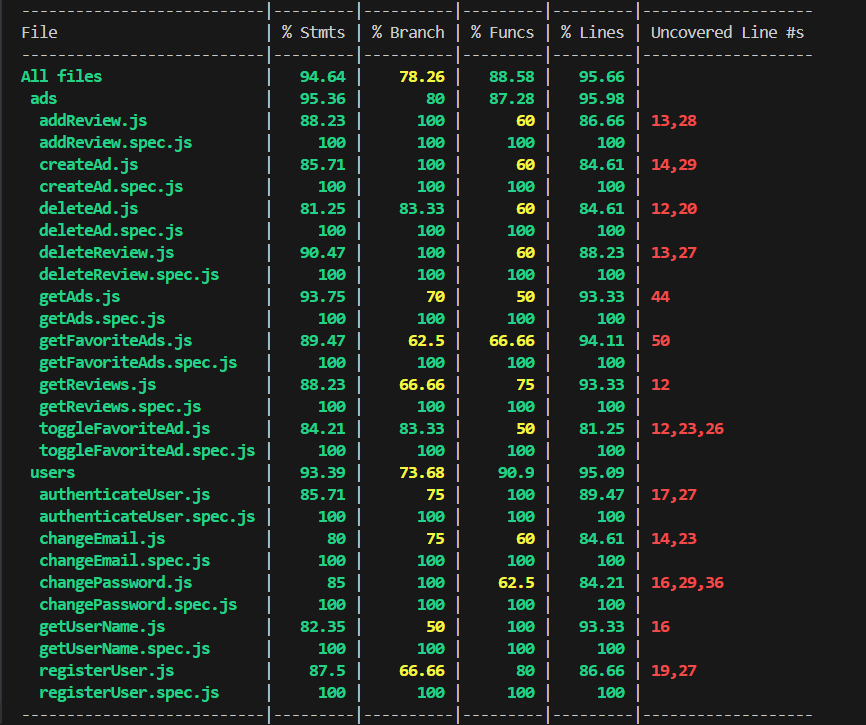 --------------------------|---------|----------|---------|---------|-------------------
File                      | % Stmts | % Branch | % Funcs | % Lines | Uncovered Line #s
--------------------------|---------|----------|---------|---------|-------------------
All files                 |   94.64 |    78.26 |   88.58 |   95.66 |
 ads                      |   95.36 |       80 |   87.28 |   95.98 |
  addReview.js            |   88.23 |      100 |      60 |   86.66 | 13,28
  addReview.spec.js       |     100 |      100 |     100 |     100 |
  createAd.js             |   85.71 |      100 |      60 |   84.61 | 14,29
  createAd.spec.js        |     100 |      100 |     100 |     100 |
  deleteAd.js             |   81.25 |    83.33 |      60 |   84.61 | 12,20
  deleteAd.spec.js        |     100 |      100 |     100 |     100 |
  deleteReview.js         |   90.47 |      100 |      60 |   88.23 | 13,27
  deleteReview.spec.js    |     100 |      100 |     100 |     100 |
  getAds.js               |   93.75 |       70 |      50 |   93.33 | 44
  getAds.spec.js          |     100 |      100 |     100 |     100 |
  getFavoriteAds.js       |   89.47 |     62.5 |   66.66 |   94.11 | 50
  getFavoriteAds.spec.js  |     100 |      100 |     100 |     100 |
  getReviews.js           |   88.23 |    66.66 |      75 |   93.33 | 12
  getReviews.spec.js      |     100 |      100 |     100 |     100 |
  toggleFavoriteAd.js     |   84.21 |    83.33 |      50 |   81.25 | 12,23,26
  toggleFavoriteAd.spec.js |     100 |      100 |     100 |     100 |
 users                    |   93.39 |    73.68 |    90.9 |   95.09 |
  authenticateUser.js     |   85.71 |       75 |     100 |   89.47 | 17,27
  authenticateUser.spec.js |     100 |      100 |     100 |     100 |
  changeEmail.js          |      80 |       75 |      60 |   84.61 | 14,23
  changeEmail.spec.js     |     100 |      100 |     100 |     100 |
  changePassword.js       |      85 |      100 |    62.5 |   84.21 | 16,29,36
  changePassword.spec.js  |     100 |      100 |     100 |     100 |
  getUserName.js          |   82.35 |       50 |     100 |   93.33 | 16
  getUserName.spec.js     |     100 |      100 |     100 |     100 |
  registerUser.js         |    87.5 |    66.66 |      80 |   86.66 | 19,27
  registerUser.spec.js    |     100 |      100 |     100 |     100 |
--------------------------|---------|----------|---------|---------|-------------------